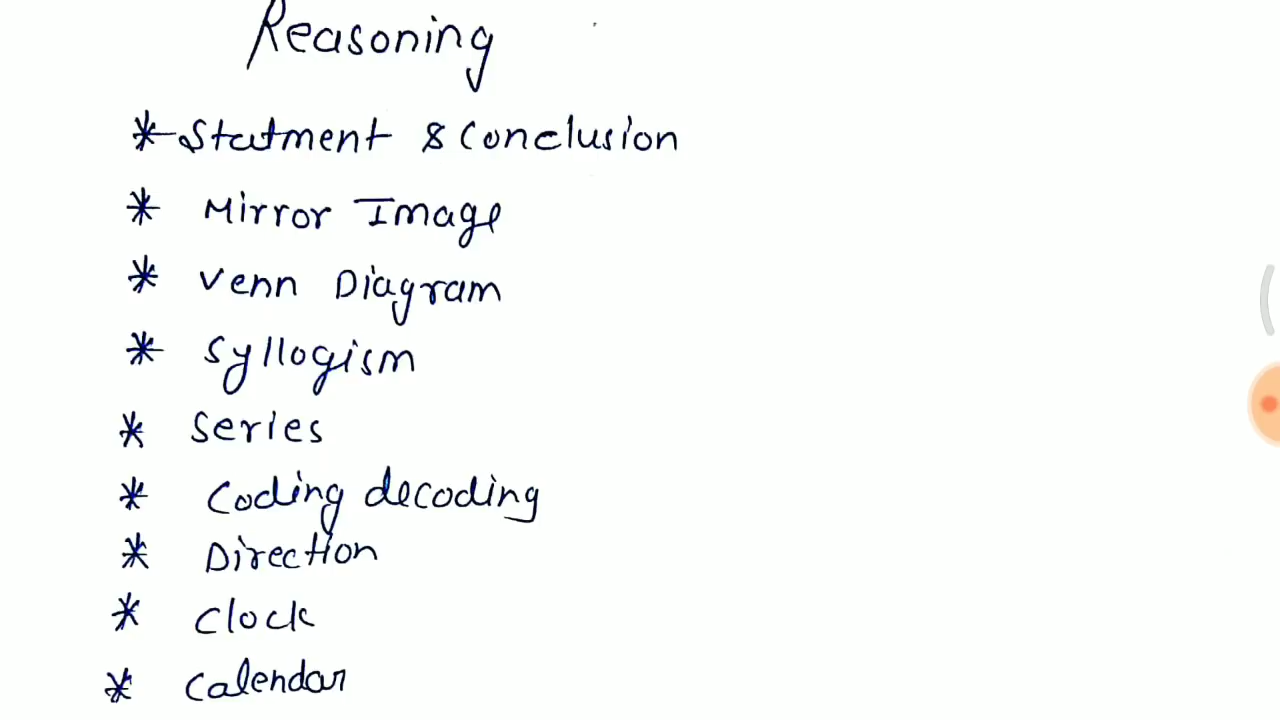 Reasoning
* Statment & Conclusion
* Mirror Image
* Venn Diagram
* Syllogism
* Series
* Coding decoding
* Direction
* Clock
* Calendar